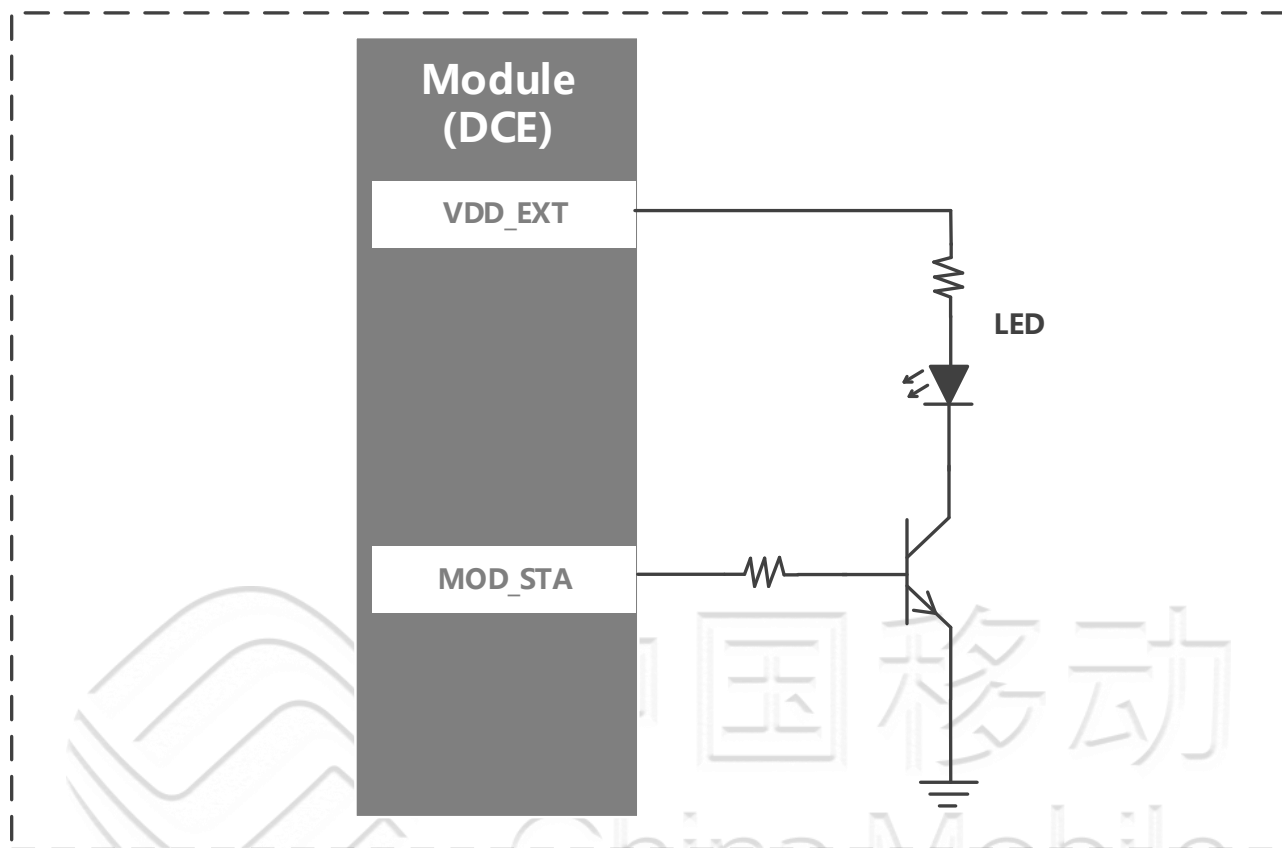 Module
(DCE)
VDD_EXT
LED
MOD_STA
中国移动
China Mobile